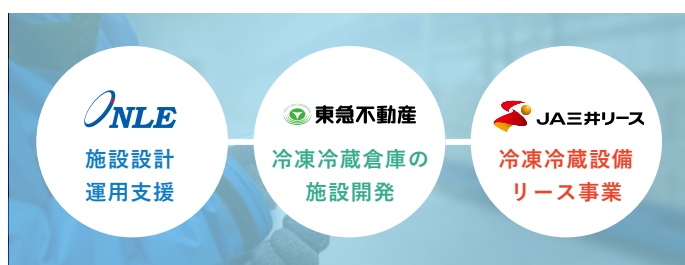 NLE
施設設計
運用支援
東急不動産
冷凍冷蔵倉庫の
施設開発
JA三井リース
冷凍冷蔵設備
リース事業